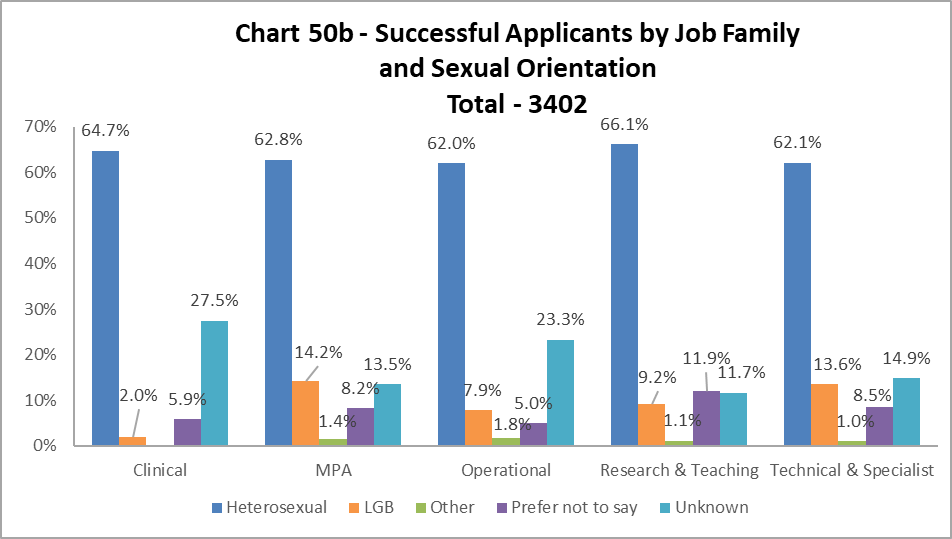 Chart 50b - Successful Applicants by Job Family
and Sexual Orientation
Total - 3402
70%
60%
50%
40%
30%
20%
10%
0%
64.7%
2.0%
5.9%
27.5%
62.8%
14.2%
1.4%
8.2%
13.5%
62.0%
7.9%
1.8%
5.0%
23.3%
66.1%
9.2%
1.1%
11.9%
11.7%
62.1%
13.6%
1.0%
8.5%
14.9%
Clinical
MPA
Operational
Research & Teaching
Technical & Specialist
Heterosexual
LGB
Other
Prefer not to say
Unknown